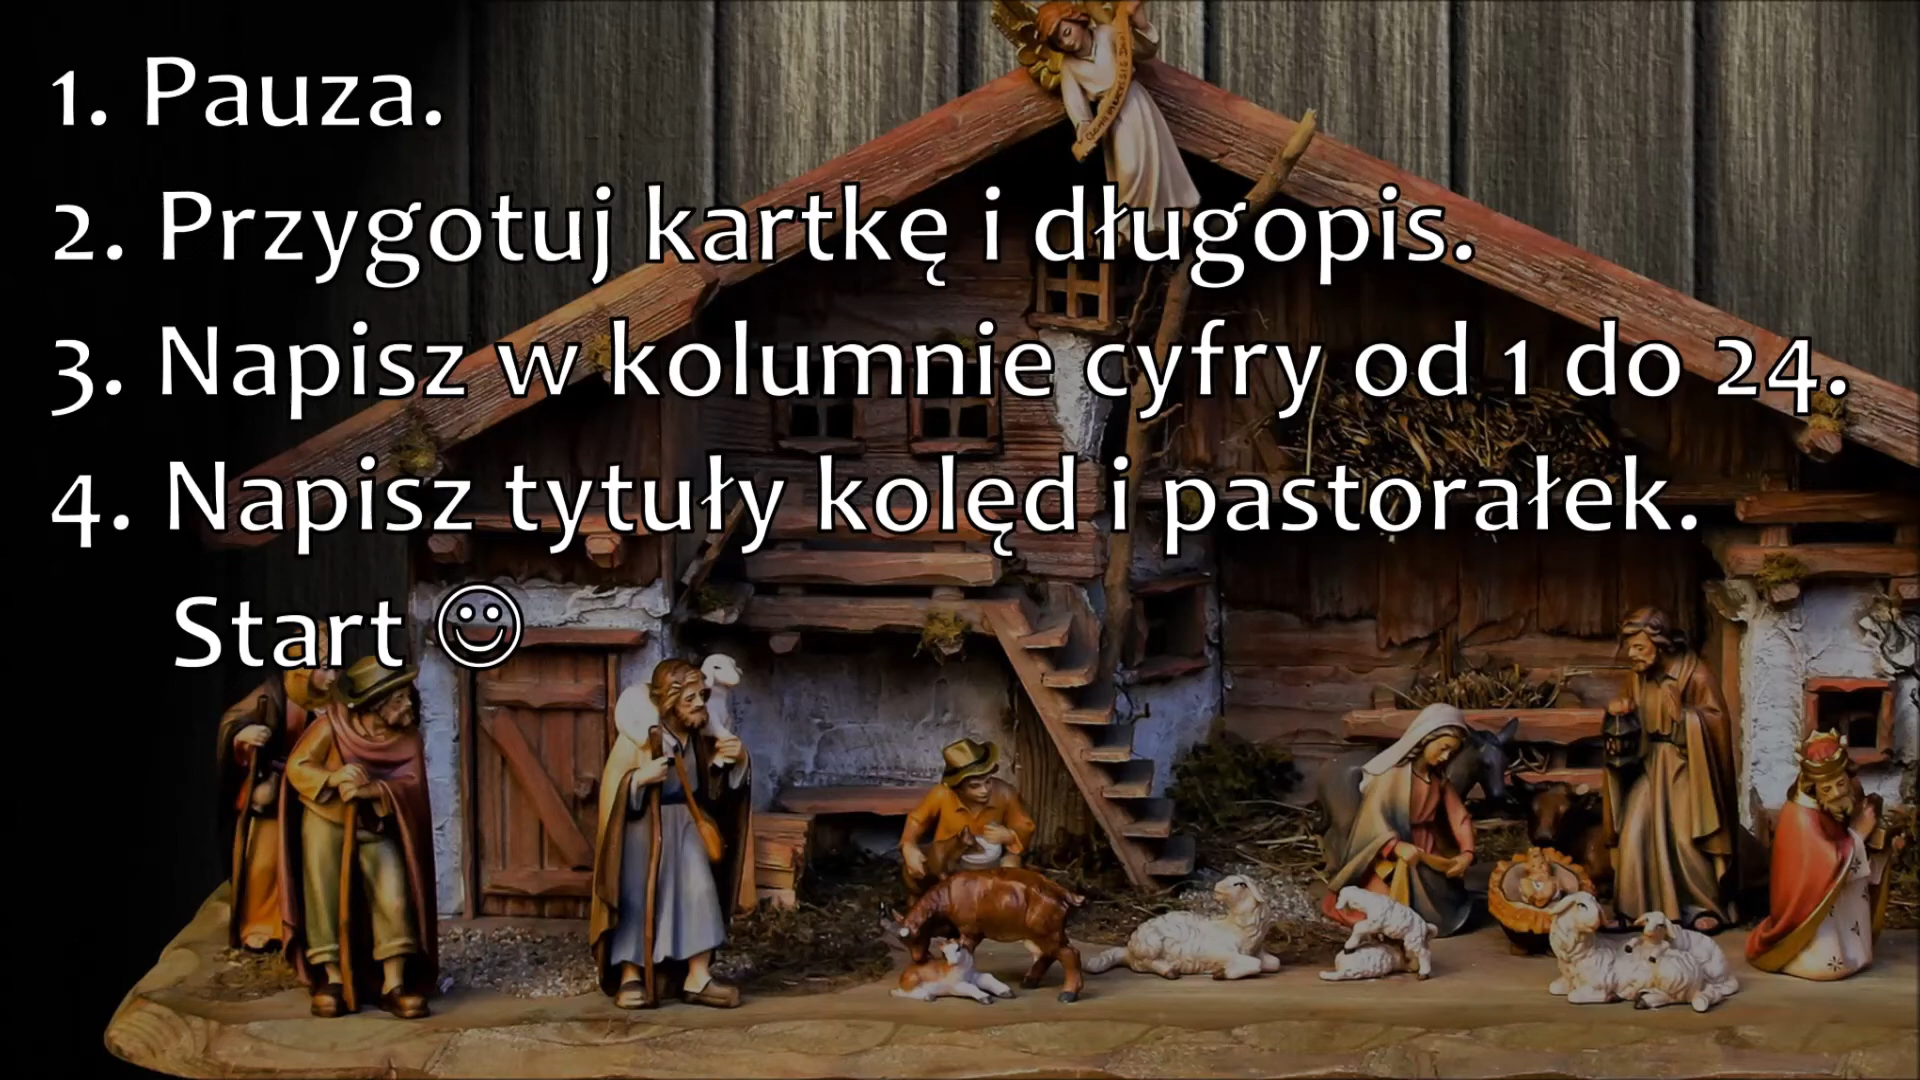 1. Pauza.
2. Przygotuj kartkę i długopis.
3. Napisz w kolumnie cyfry od 1 do 24.
4. Napisz tytuły kolęd i pastorałek.
Start ☺